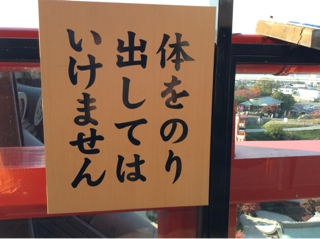 体をのり
出しては
いけません